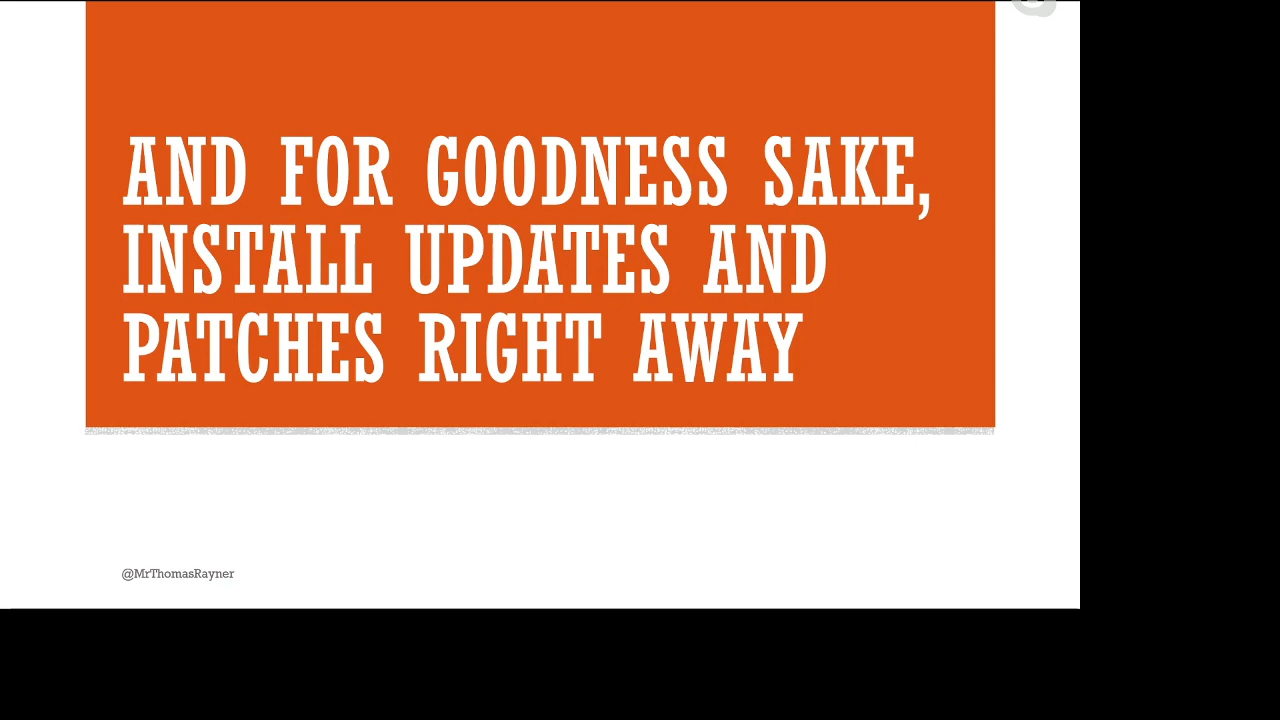 AND FOR GOODNESS SAKE,
INSTALL UPDATES AND
PATCHES RIGHT AWAY
@MrThomasRayner